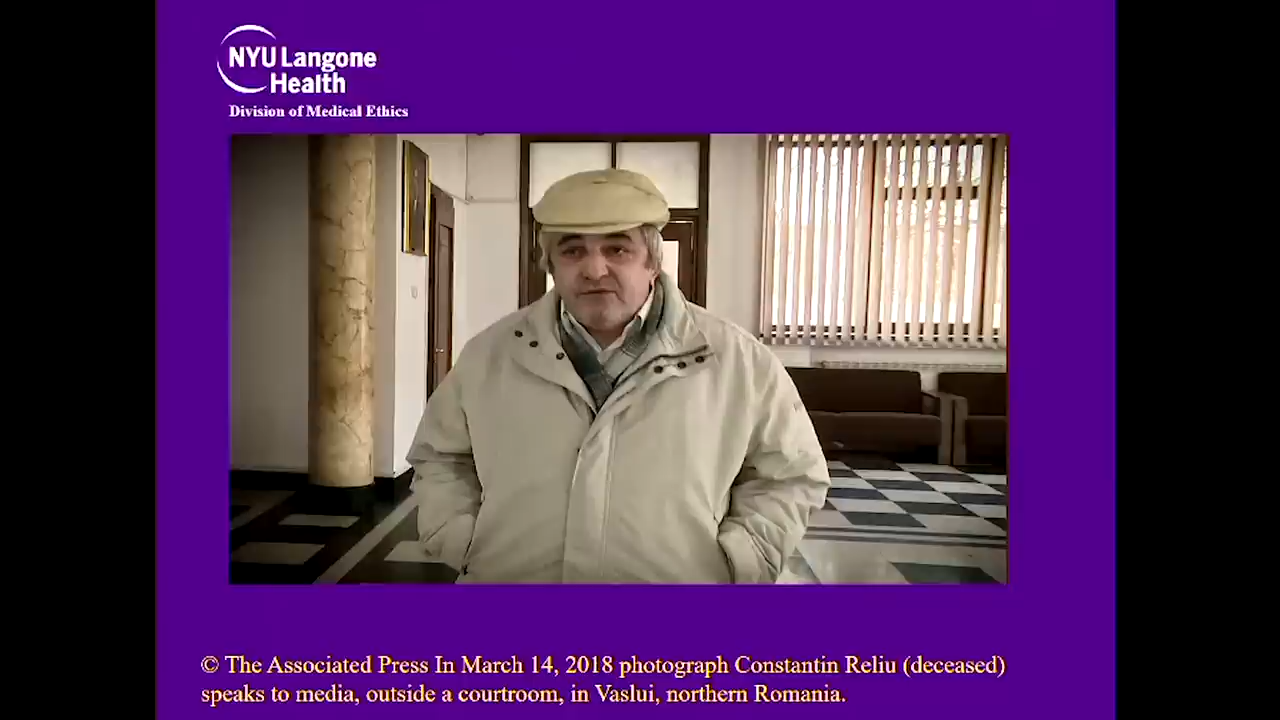 NYU Langone
Health
Division of Medical Ethics
© The Associated Press In March 14, 2018 photograph Constantin Reliu (deceased)
speaks to media, outside a courtroom, in Vaslui, northern Romania.